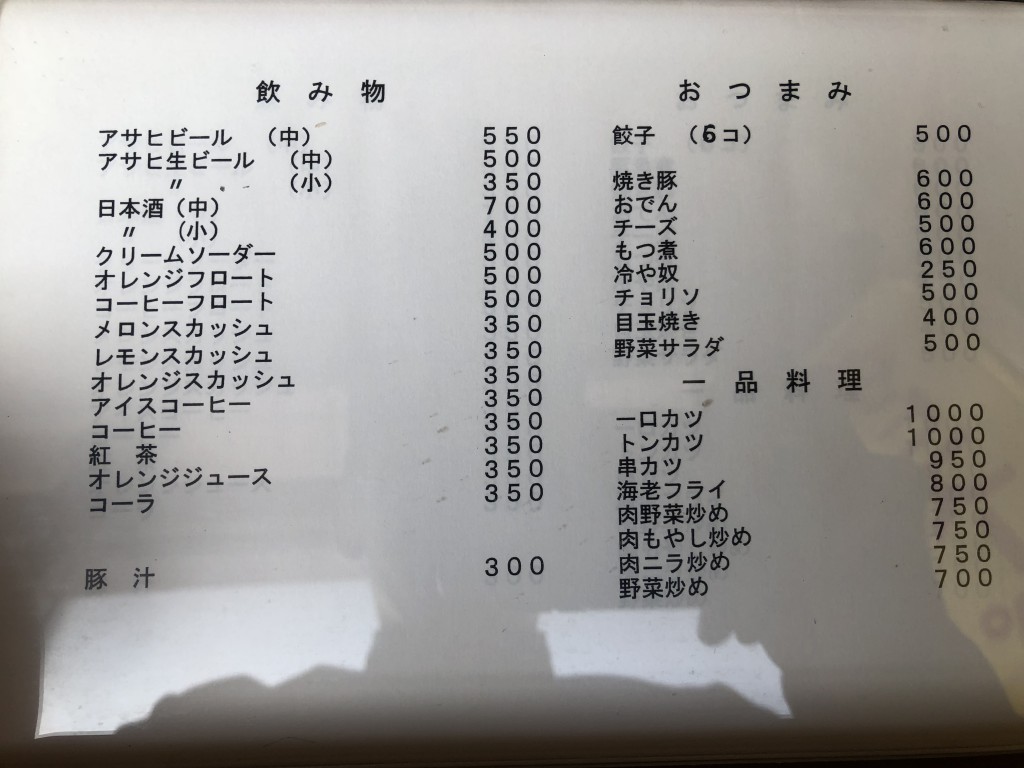 飲み物
アサヒビール （中） 550
アサヒ生ビール （中） 500
〃 （小） 350
日本酒（中） 700
〃 （小） 400
クリームソーダー 500
オレンジフロート 500
コーヒーフロート 500
メロンスカッシュ 350
レモンスカッシュ 350
オレンジスカッシュ 350
アイスコーヒー 350
コーヒー 350
紅茶 350
オレンジジュース 350
コーラ 350
豚汁 300
おつまみ
餃子 （6コ） 500
焼き豚 600
おでん 600
チーズ 500
もつ煮 600
冷や奴 250
チョリソ 500
目玉焼き 400
野菜サラダ 500
一品料理
一口カツ 1000
トンカツ 1000
串カツ 950
海老フライ 800
肉野菜炒め 750
肉もやし炒め 750
肉ニラ炒め 750
野菜炒め 700